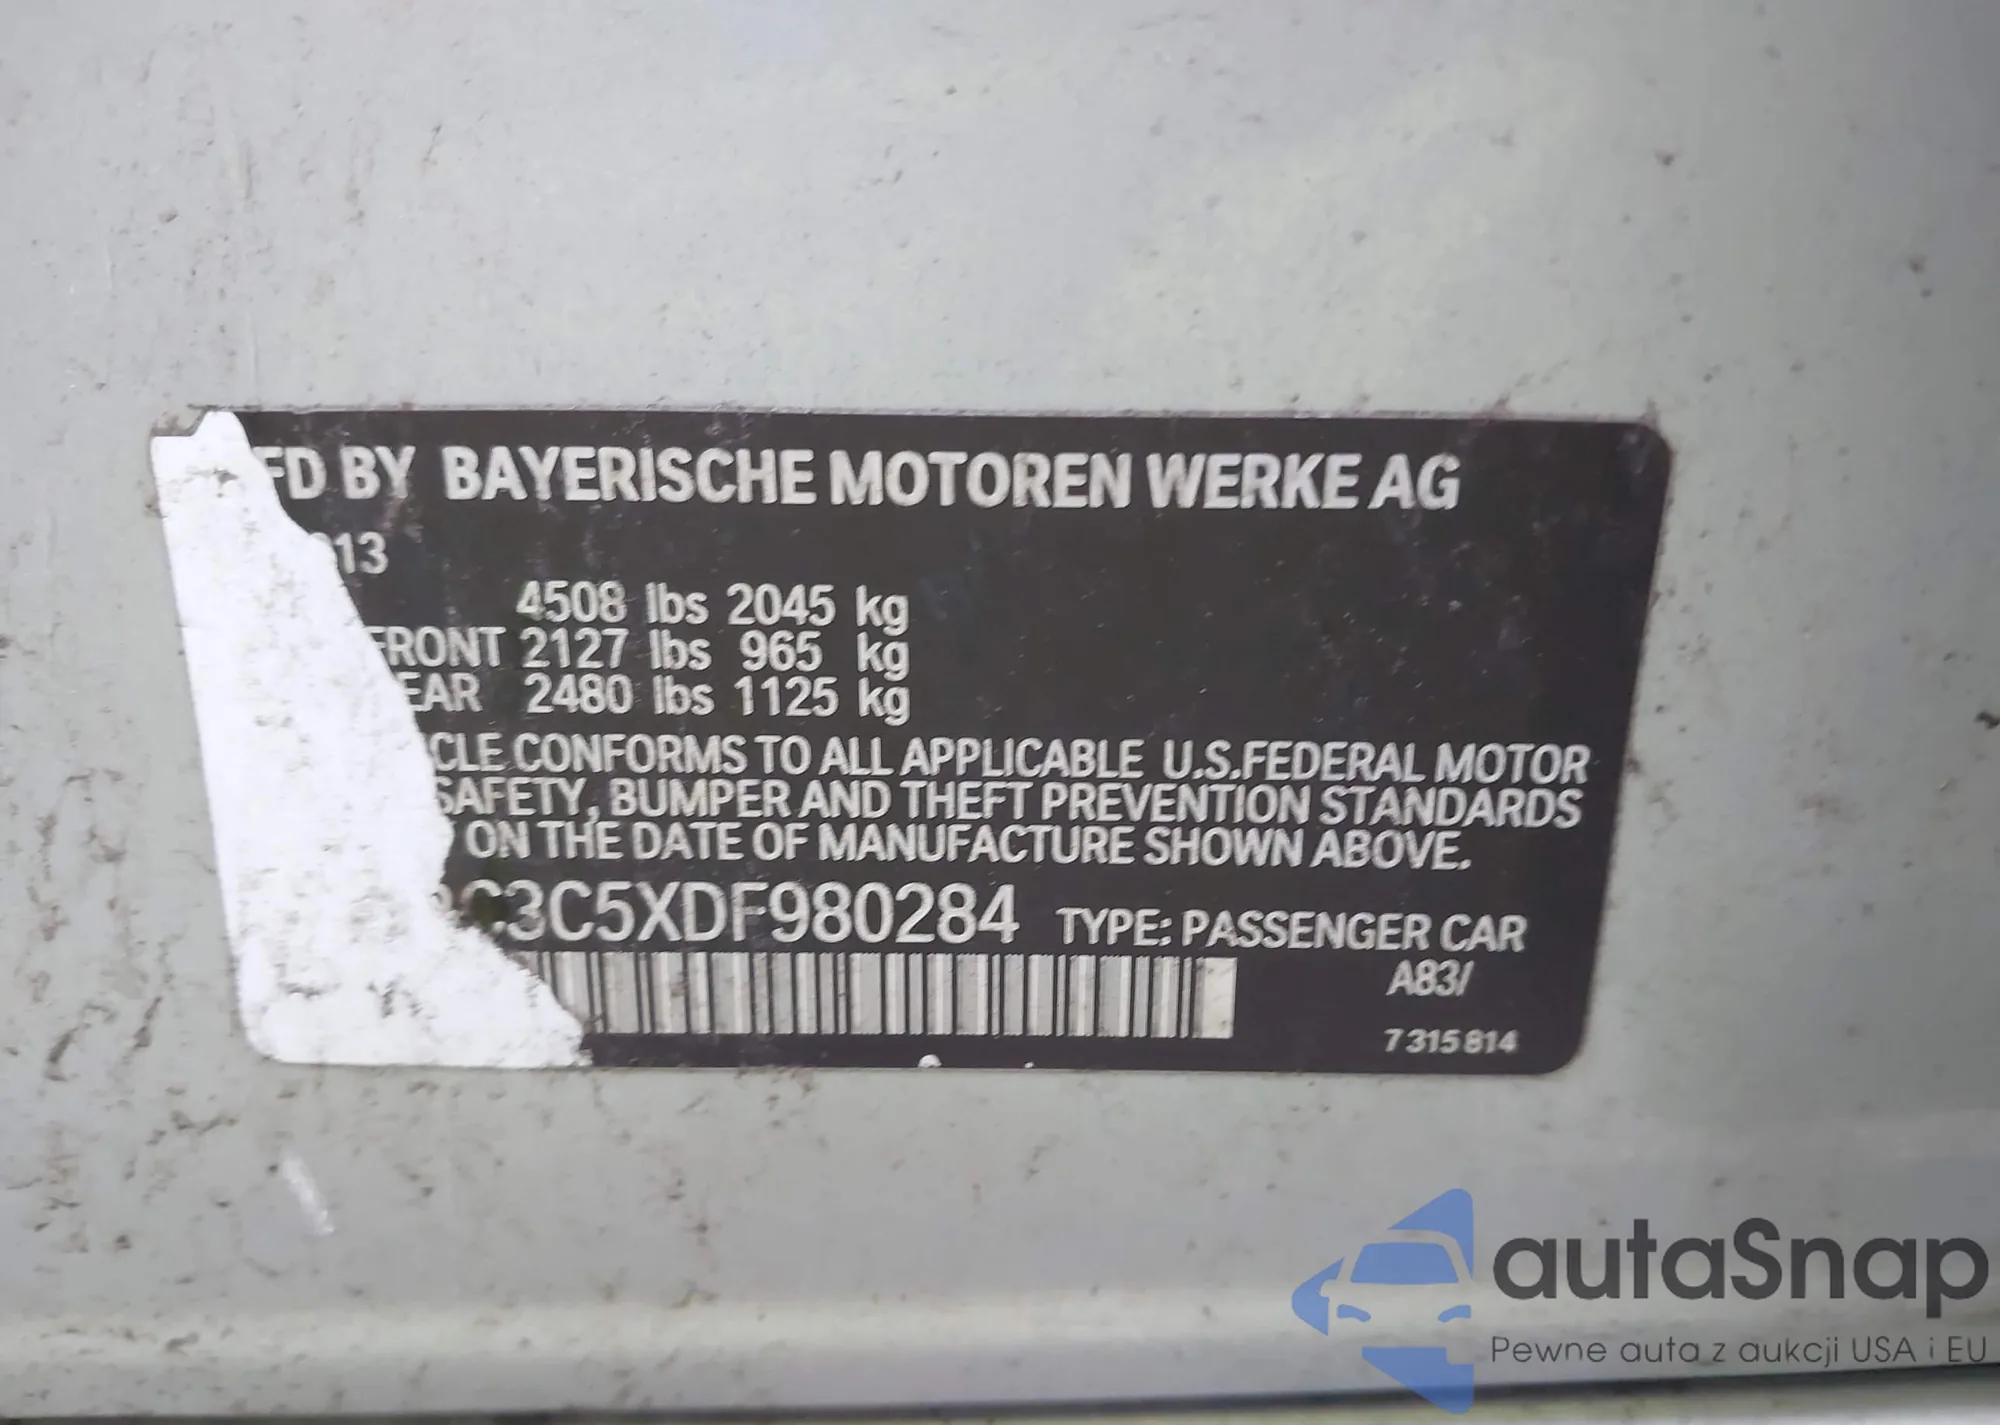 FD BY BAYERISCHE MOTOREN WERKE AG
13
4508 lbs 2045 kg
FRONT 2127 lbs 965 kg
EAR 2480 lbs 1125 kg
CLE CONFORMS TO ALL APPLICABLE U.S.FEDERAL MOTOR
SAFETY, BUMPER AND THEFT PREVENTION STANDARDS
ON THE DATE OF MANUFACTURE SHOWN ABOVE.
C3C5XDF980284 TYPE: PASSENGER CAR
A83/
7315814
autaSnap
Pewne auta z aukcji USA i EU